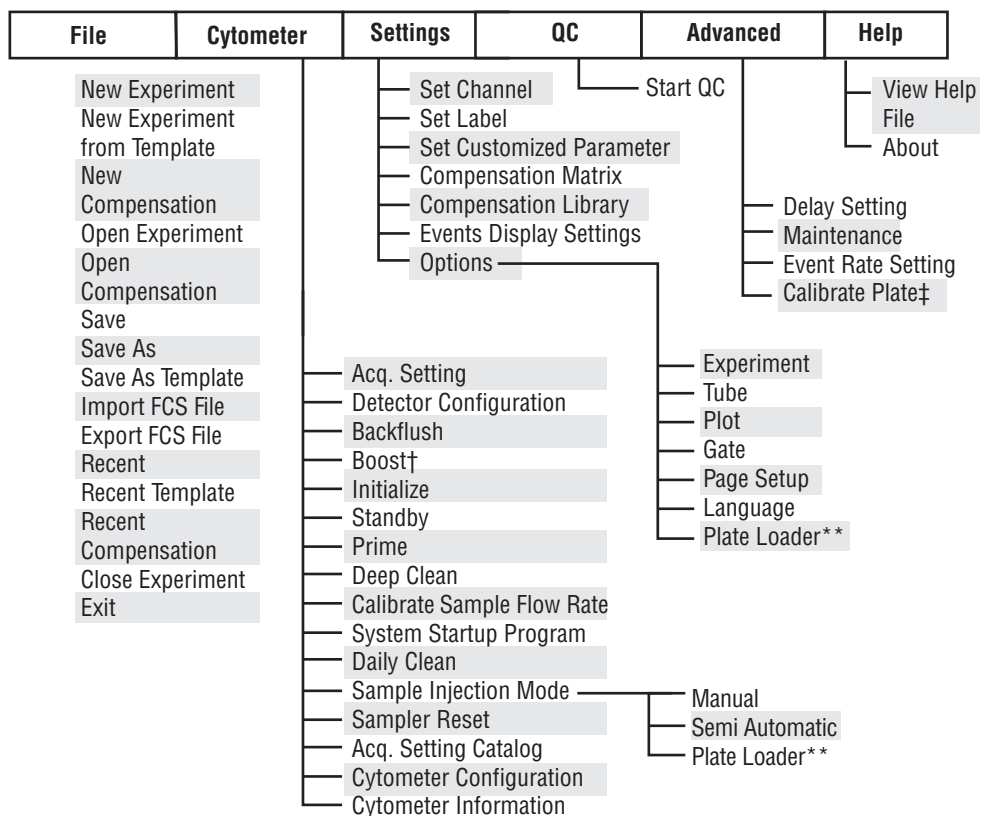 File
Cytometer
Settings
QC
Advanced
Help
New Experiment
New Experiment
from Template
New
Compensation
Open Experiment
Open
Compensation
Save
Save As
Save As Template
Import FCS File
Export FCS File
Recent
Recent Template
Recent
Compensation
Close Experiment
Exit
Acq. Setting
Detector Configuration
Backflush
Boost†
Initialize
Standby
Prime
Deep Clean
Calibrate Sample Flow Rate
System Startup Program
Daily Clean
Sample Injection Mode
Sampler Reset
Acq. Setting Catalog
Cytometer Configuration
Cytometer Information
Manual
Semi Automatic
Plate Loader**
Set Channel
Set Label
Set Customized Parameter
Compensation Matrix
Compensation Library
Events Display Settings
Options
Experiment
Tube
Plot
Gate
Page Setup
Language
Plate Loader**
Start QC
Delay Setting
Maintenance
Event Rate Setting
Calibrate Plate‡
View Help
File
About